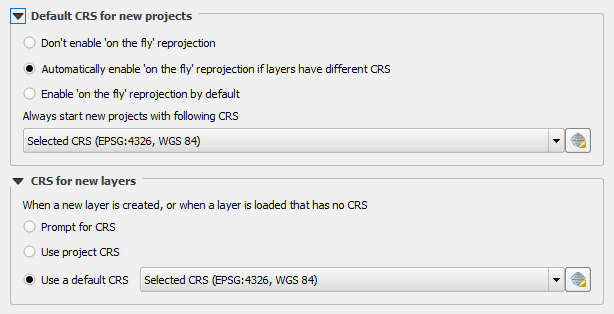 Default CRS for new projects
Don't enable 'on the fly' reprojection
Automatically enable 'on the fly' reprojection if layers have different CRS
Enable 'on the fly' reprojection by default
Always start new projects with following CRS
Selected CRS (EPSG:4326, WGS 84)
CRS for new layers
When a new layer is created, or when a layer is loaded that has no CRS
Prompt for CRS
Use project CRS
Use a default CRS Selected CRS (EPSG:4326, WGS 84)